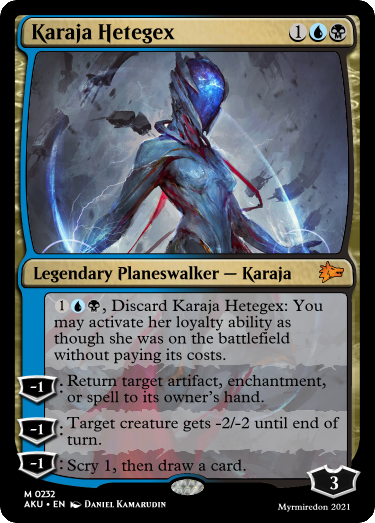 Karaja Hetegex 1
Legendary Planeswalker — Karaja
1, Discard Karaja Hetegex: You
may activate her loyalty ability as
though she was on the battlefield
without paying its costs.
-1: Return target artifact, enchantment,
or spell to its owner's hand.
-1: Target creature gets -2/-2 until end of
turn.
-1: Scry 1, then draw a card.
3
M 0232
AKU • EN Daniel Kamarudin
Myrmiredon 2021